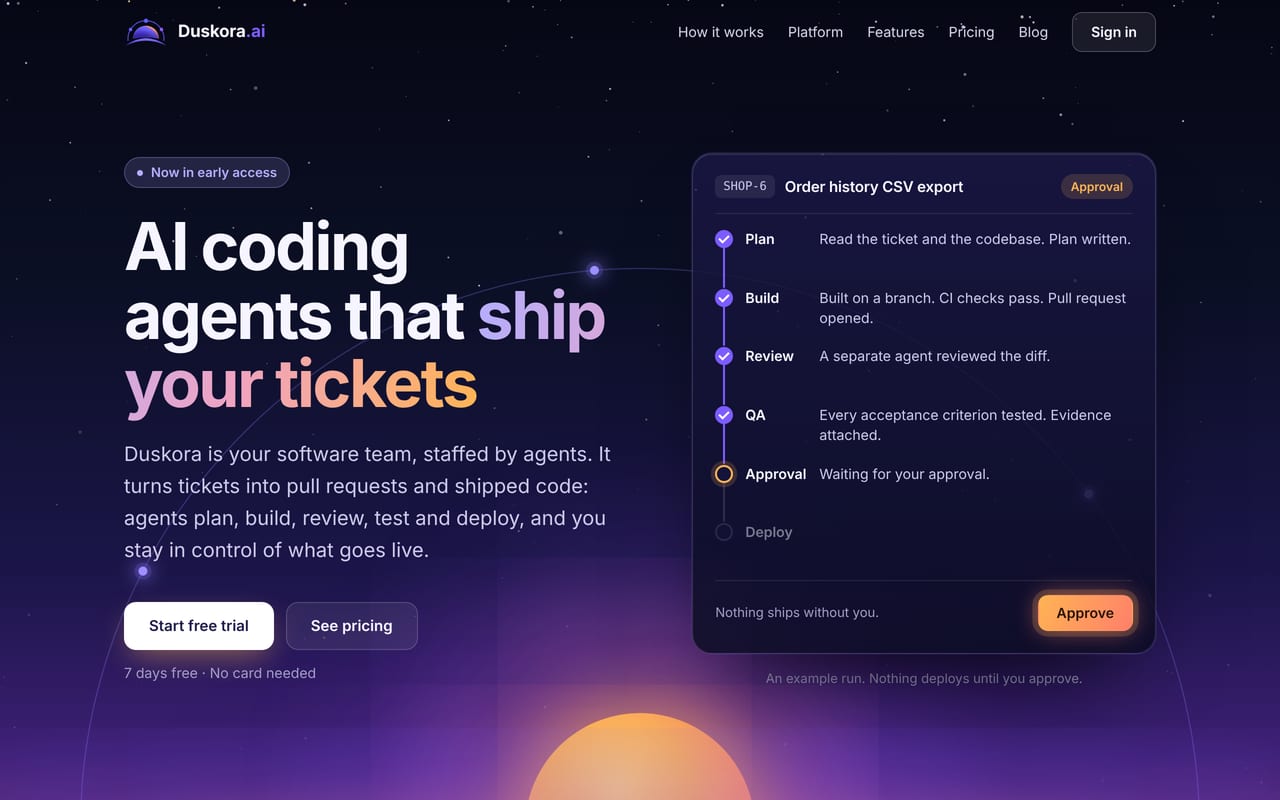 Duskora.ai
How it works
Platform
Features
Pricing
Blog
Sign in
Now in early access
AI coding
agents that ship
your tickets
Duskora is your software team, staffed by agents. It
turns tickets into pull requests and shipped code:
agents plan, build, review, test and deploy, and you
stay in control of what goes live.
Start free trial
See pricing
7 days free · No card needed
SHOP-6
Order history CSV export
Approval
Plan
Read the ticket and the codebase. Plan written.
Build
Built on a branch. CI checks pass. Pull request
opened.
Review
A separate agent reviewed the diff.
QA
Every acceptance criterion tested. Evidence
attached.
Approval
Waiting for your approval.
Deploy
Nothing ships without you.
Approve
An example run. Nothing deploys until you approve.